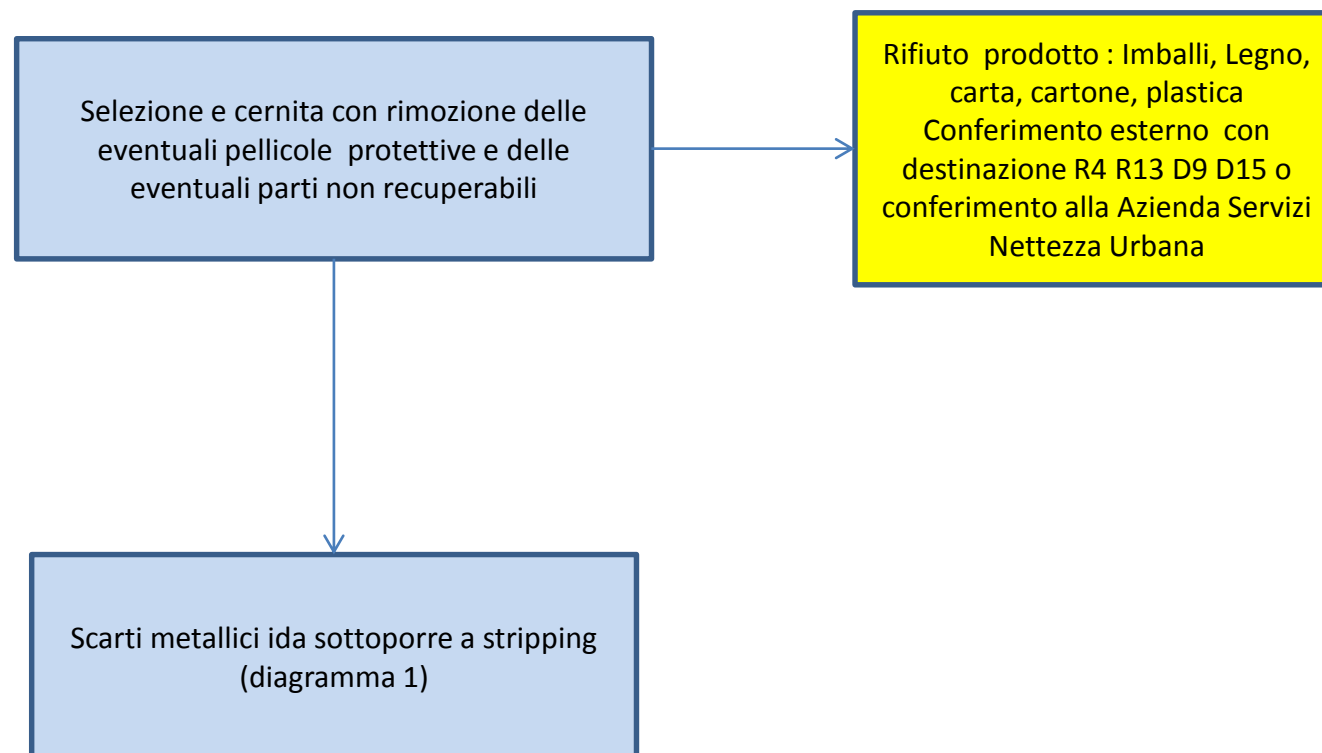 Selezione e cernita con rimozione delle
eventuali pellicole protettive e delle
eventuali parti non recuperabili
Rifiuto prodotto : Imballi, Legno,
carta, cartone, plastica
Conferimento esterno con
destinazione R4 R13 D9 D15 o
conferimento alla Azienda Servizi
Nettezza Urbana
Scarti metallici ida sottoporre a stripping
(diagramma 1)